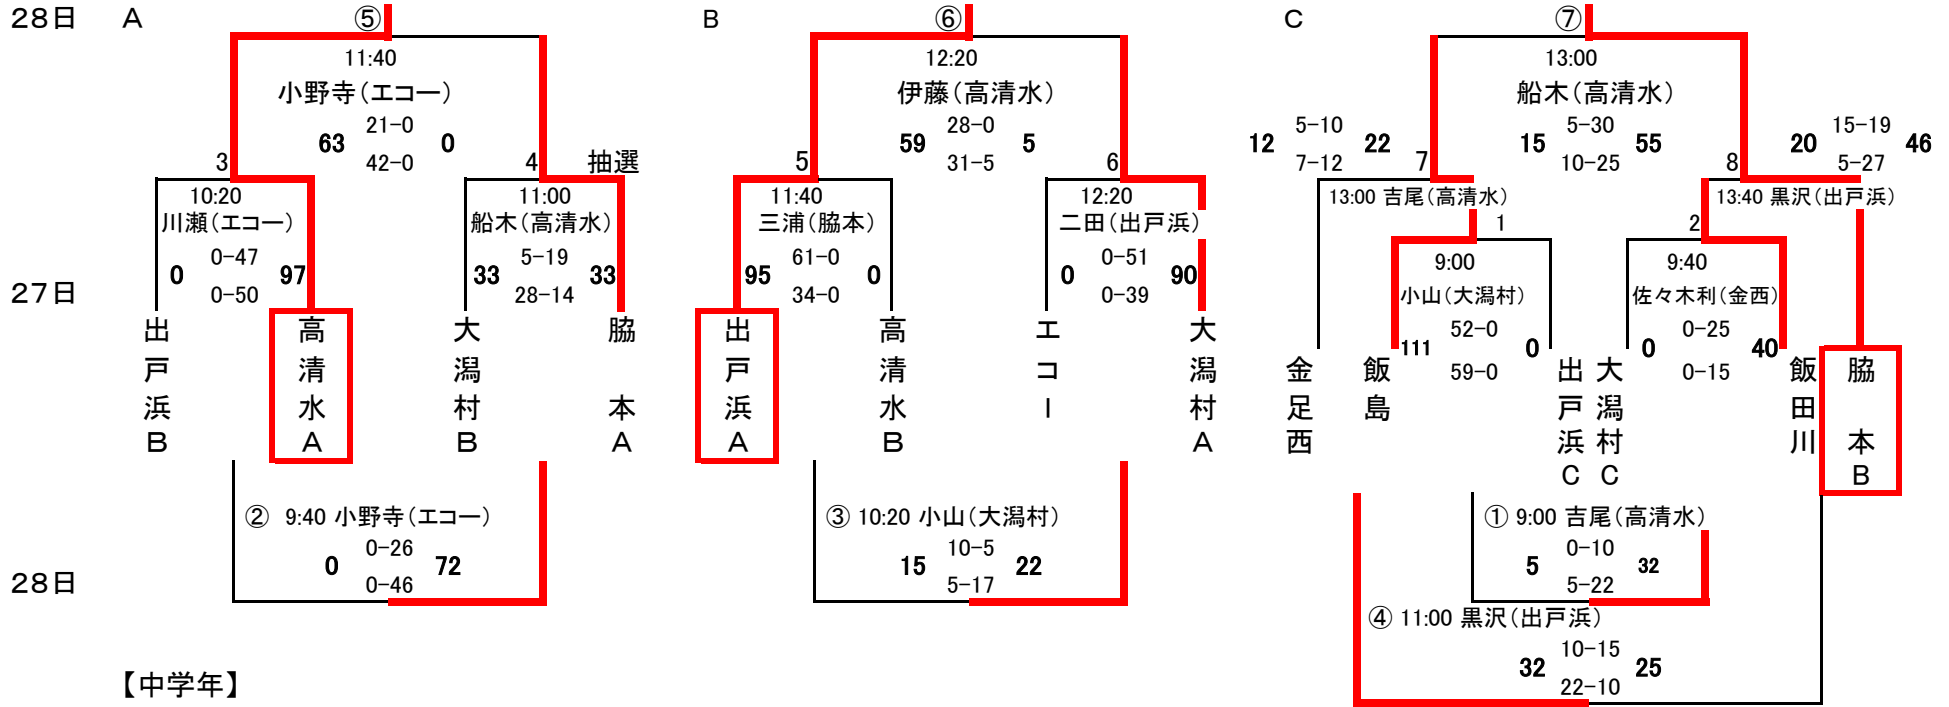 28日 A ⑤ B ⑥ C ⑦
11:40
小野寺（エコー）
21−0
63 0
42−0
3 4 抽選
10:20
川瀬（エコー）
0−47
0 97
0−50
11:00
船木（高清水）
5−19
33 33
28−14
27日
出戸浜B
高清水A
大潟村B
脇本A
② 9:40 小野寺（エコー）
0−26
0 72
0−46
28日
【中学年】
12:20
伊藤（高清水）
28−0
59 5
31−5
5 6
11:40
三浦（脇本）
61−0
95 0
34−0
12:20
二田（出戸浜）
0−51
0 90
0−39
出戸浜A
高清水B
エコー
大潟村A
③ 10:20 小山（大潟村）
10−5
15 22
5−17
13:00
船木（高清水）
5−10
12 22
7−12
5−30
15 55
10−25
15−19
20 46
5−27
7 8
13:00 吉尾（高清水）
13:40 黒沢（出戸浜）
1 2
9:00
小山（大潟村）
52−0
111 0
59−0
9:40
佐々木利（金西）
0−25
0 40
0−15
金足西
飯島
出戸浜C
大潟村C
飯田川
脇本B
① 9:00 吉尾（高清水）
0−10
5 32
5−22
④ 11:00 黒沢（出戸浜）
10−15
32 25
22−10